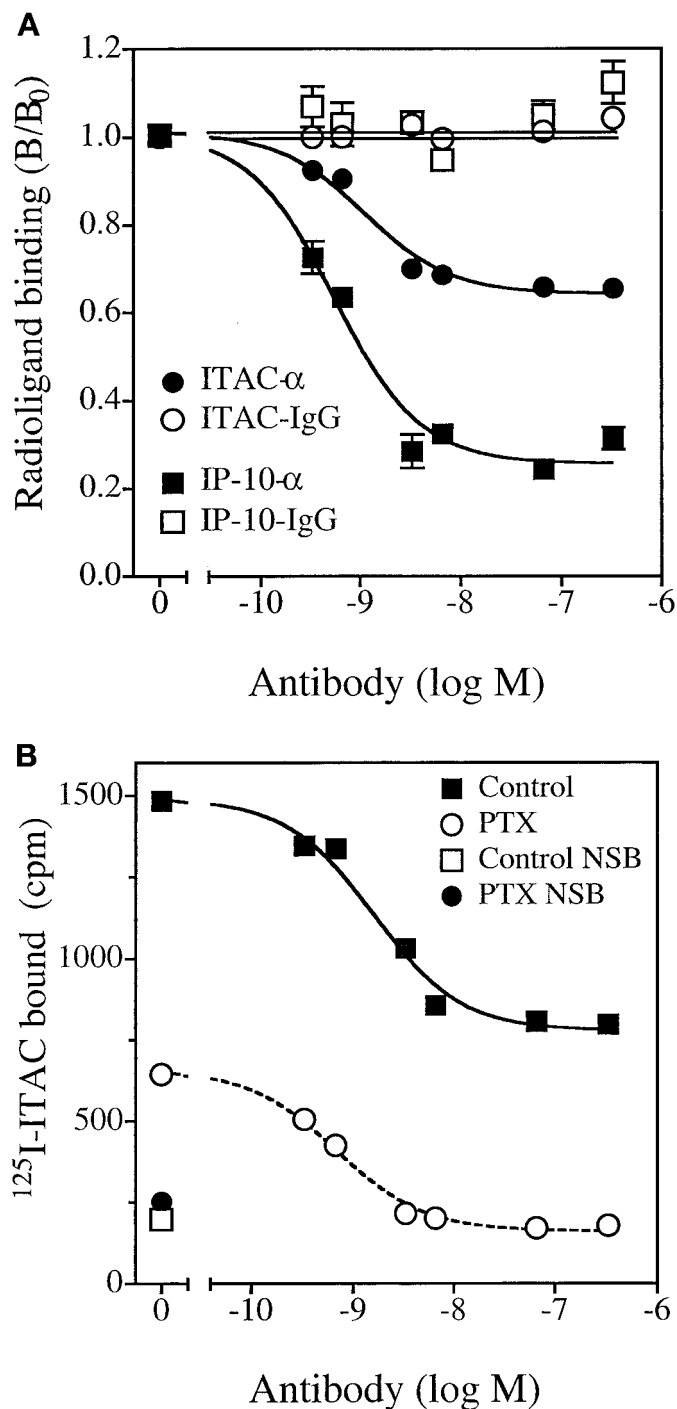 A
Radioligand binding (B/B0)
1.2
1.0
0.8
0.6
0.4
0.2
0.0
ITAC-α
ITAC-IgG
IP-10-α
IP-10-IgG
0 -10 -9 -8 -7 -6
Antibody (log M)
B
125I-ITAC bound (cpm)
1500
1000
500
0
Control
PTX
Control NSB
PTX NSB
0 -10 -9 -8 -7 -6
Antibody (log M)